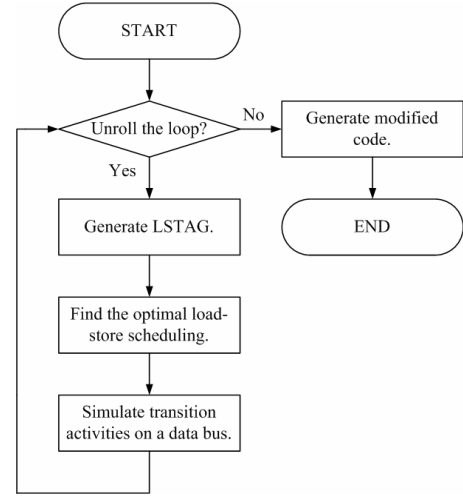 START
Unroll the loop?
No
Generate modified
code.
Yes
Generate LSTAG.
END
Find the optimal load-
store scheduling.
Simulate transition
activities on a data bus.